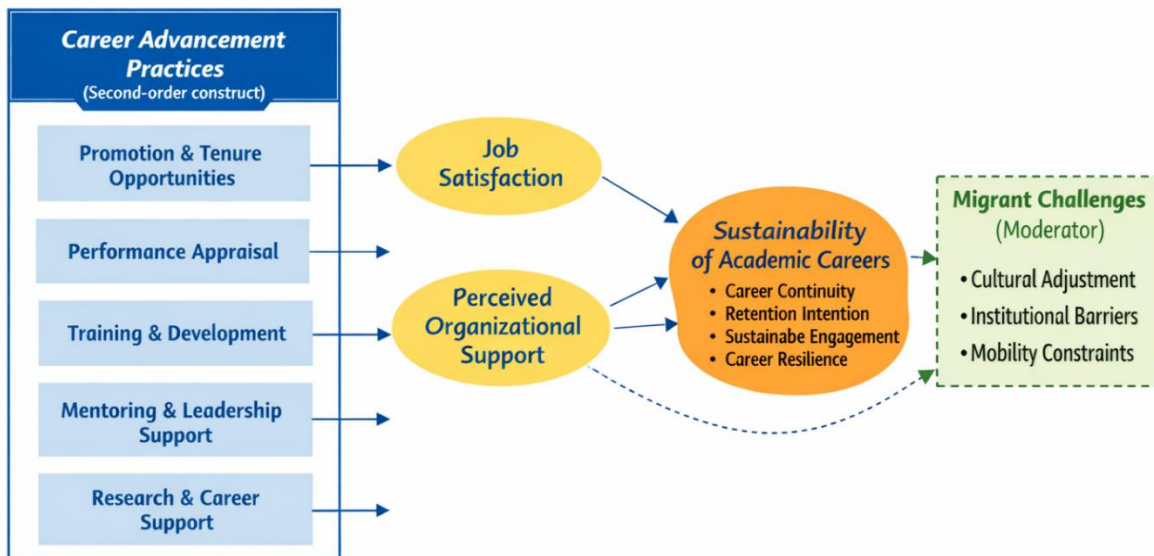 Career Advancement
Practices
(Second-order construct)
Promotion & Tenure
Opportunities
Performance Appraisal
Training & Development
Mentoring & Leadership
Support
Research & Career
Support
Job
Satisfaction
Perceived
Organizational
Support
Sustainability
of Academic Careers
• Career Continuity
• Retention Intention
• Sustainabe Engagement
• Career Resilience
Migrant Challenges
(Moderator)
• Cultural Adjustment
• Institutional Barriers
• Mobility Constraints